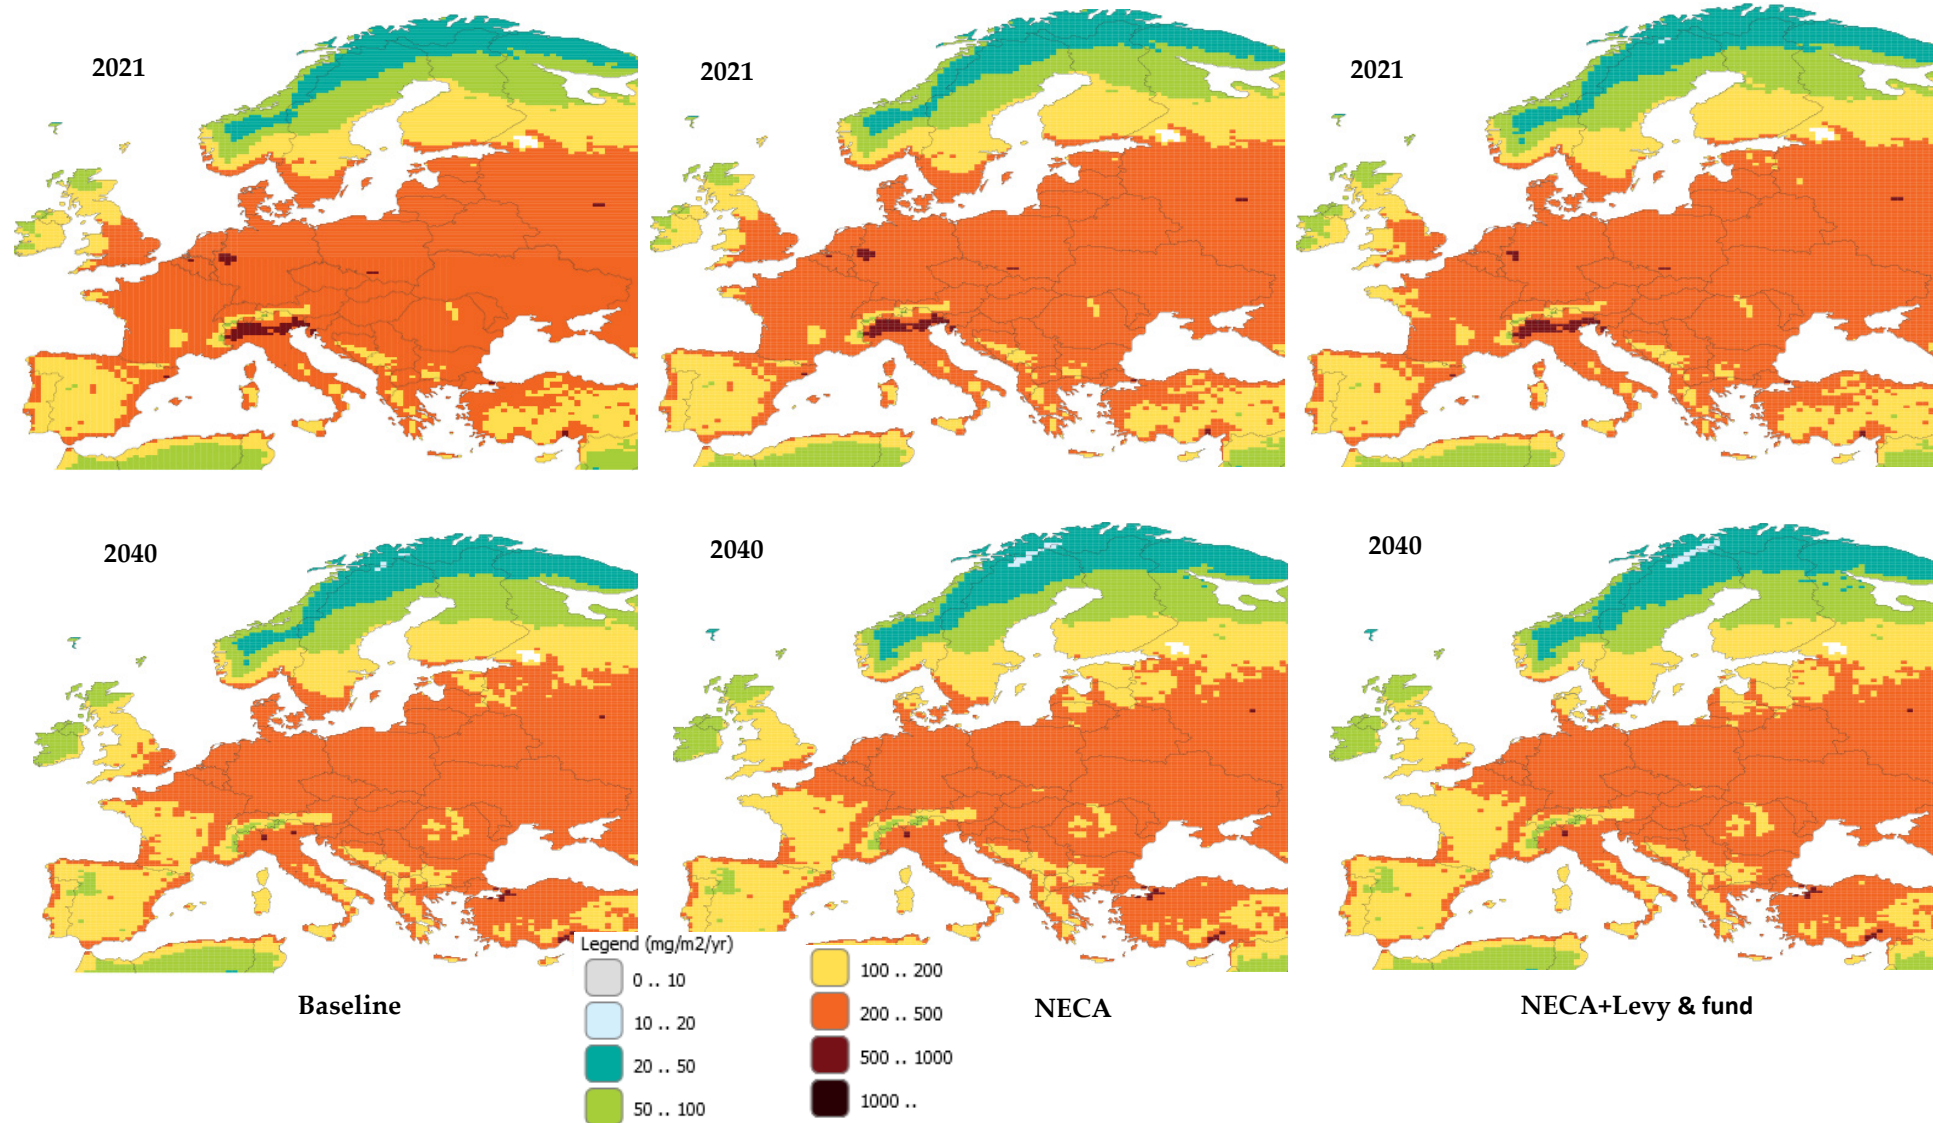 2021
2021
2021
2040
2040
2040
Legend (mg/m2/yr)
0 .. 10
10 .. 20
20 .. 50
50 .. 100
100 .. 200
200 .. 500
500 .. 1000
1000 ..
Baseline
NECA
NECA+Levy & fund